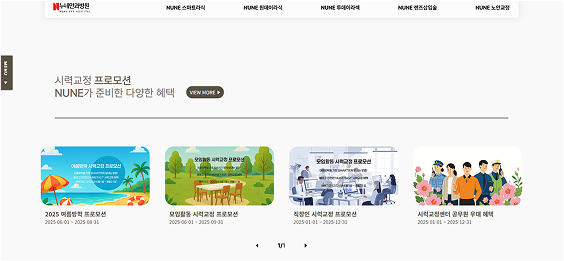 누네안과병원
NUNE EYE HOSPITAL
NUNE 스마트라식
NUNE 원데이라식
NUNE 투데이라섹
NUNE 렌즈삽입술
NUNE 노안교정
MENU
시력교정 프로모션
NUNE가 준비한 다양한 혜택
VIEW MORE
여름방학 시력교정 프로모션
모임활동 시력교정 프로모션
모임활동 시력교정 프로모션
2025 여름방학 프로모션
2025-06-01 ~ 2025-08-31
모임활동 시력교정 프로모션
2025-06-01 ~ 2025-09-31
직장인 시력교정 프로모션
2025-01-01 ~ 2025-12-31
시력교정센터 공무원 우대 혜택
2025-01-01 ~ 2025-12-31
1/1